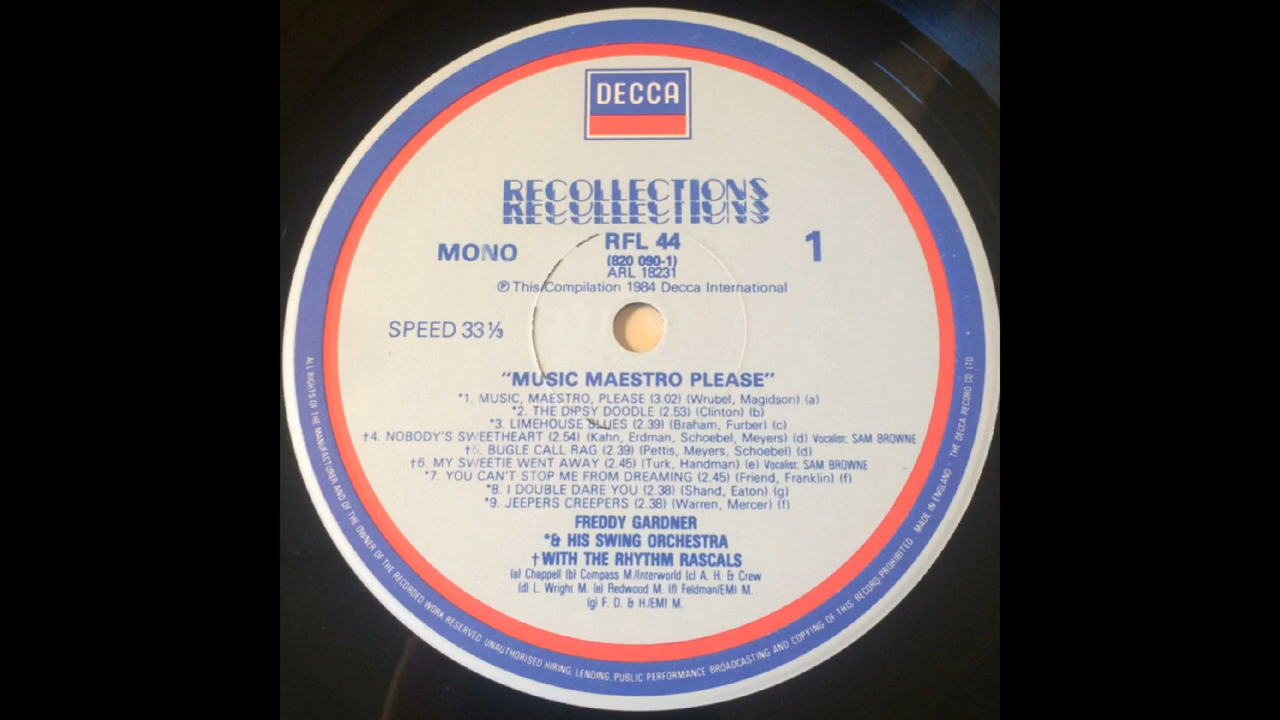 DECCA
RECOLLECTIONS
MONO
RFL 44
1
(820 090-1)
ARL 18231
℗ This Compilation 1984 Decca International
SPEED 33⅓
"MUSIC MAESTRO PLEASE"
*1. MUSIC, MAESTRO, PLEASE (3.02) (Wrubel, Magidson) (a)
*2. THE DIPSY DOODLE (2.53) (Clinton) (b)
*3. LIMEHOUSE BLUES (2.39) (Braham, Furber) (c)
†4. NOBODY'S SWEETHEART (2.54) (Kahn, Erdman, Schoebel, Meyers) (d) Vocalist: SAM BROWNE
†5. BUGLE CALL RAG (2.39) (Pettis, Meyers, Schoebel) (d)
†6. MY SWEETIE WENT AWAY (2.45) (Turk, Handman) (e) Vocalist: SAM BROWNE
*7. YOU CAN'T STOP ME FROM DREAMING (2.45) (Friend, Franklin) (f)
*8. I DOUBLE DARE YOU (2.38) (Shand, Eaton) (g)
*9. JEEPERS CREEPERS (2.38) (Warren, Mercer) (f)
FREDDY GARDNER
*& HIS SWING ORCHESTRA
†WITH THE RHYTHM RASCALS
(a) Chappell (b) Compass M./Interworld (c) A. H. & Crew
(d) L. Wright M. (e) Redwood M. (f) Feldman/EMI M.
(g) F. D. & H./EMI M.
ALL RIGHTS OF THE MANUFACTURER AND OF THE OWNER OF THE RECORDED WORK RESERVED UNAUTHORISED HIRING, LENDING, PUBLIC PERFORMANCE BROADCASTING AND COPYING OF THIS RECORD PROHIBITED MADE IN ENGLAND - THE DECCA RECORD CO LTD